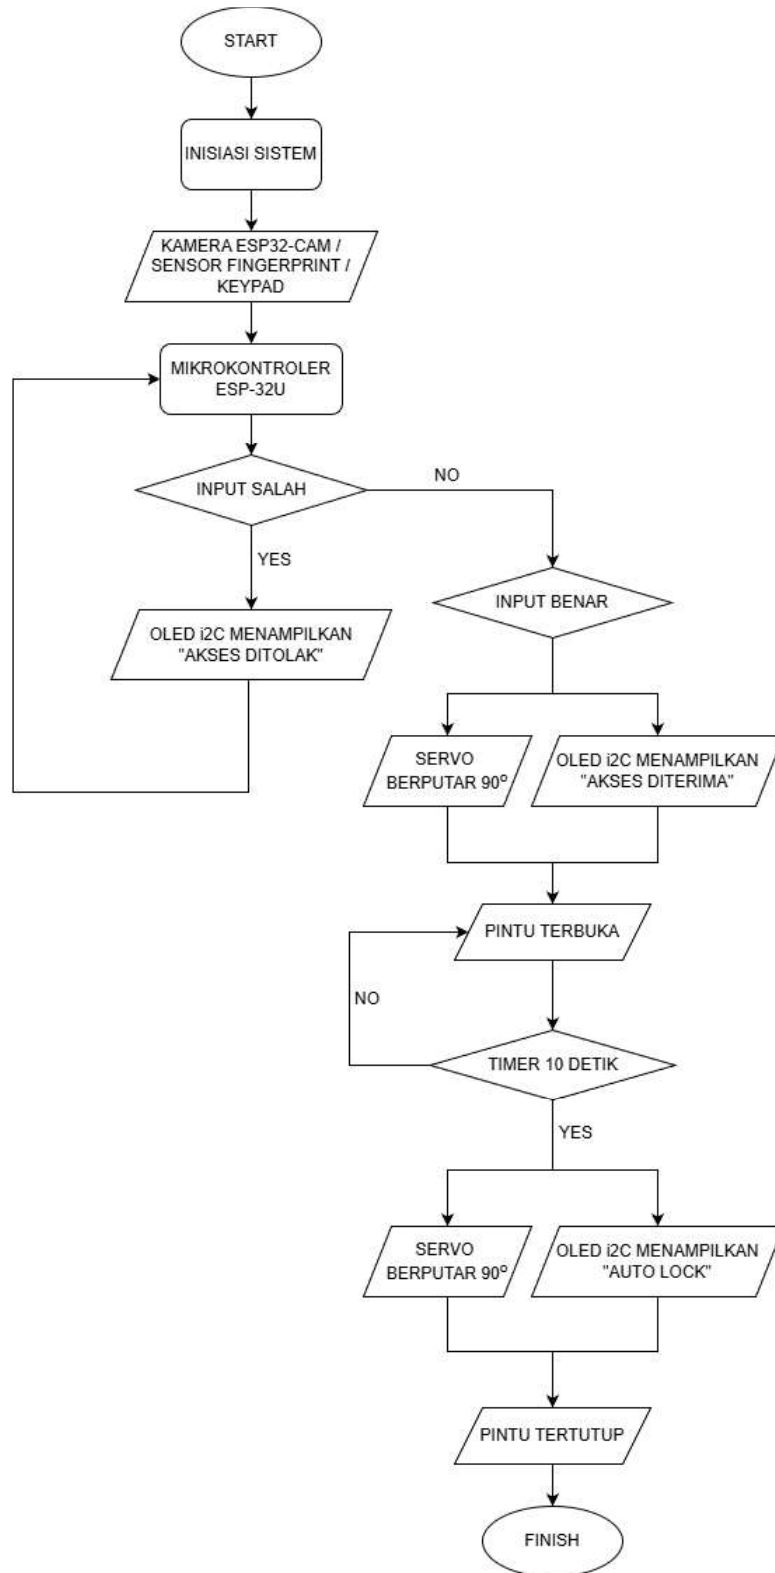 START
INISIASI SISTEM
KAMERA ESP32-CAM /
SENSOR FINGERPRINT /
KEYPAD
MIKROKONTROLER
ESP-32U
INPUT SALAH
NO
YES
INPUT BENAR
OLED i2C MENAMPILKAN
"AKSES DITOLAK"
SERVO
BERPUTAR 90°
OLED i2C MENAMPILKAN
"AKSES DITERIMA"
PINTU TERBUKA
NO
TIMER 10 DETIK
YES
SERVO
BERPUTAR 90°
OLED i2C MENAMPILKAN
"AUTO LOCK"
PINTU TERTUTUP
FINISH